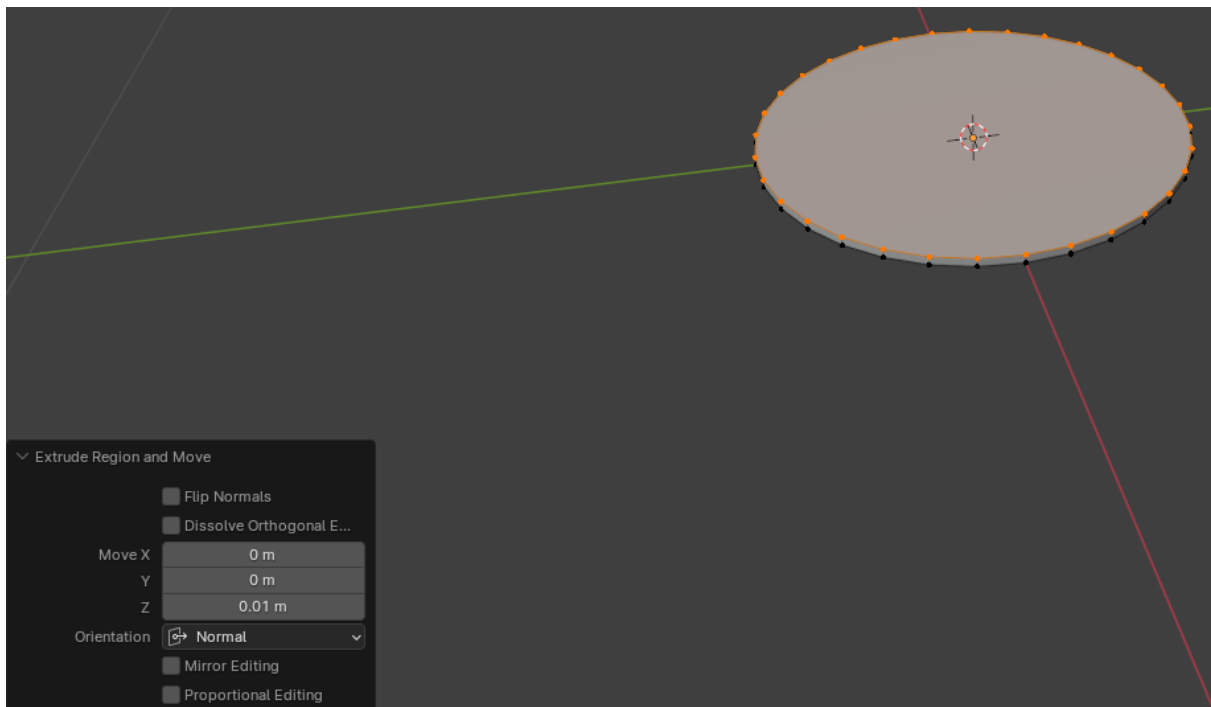 Extrude Region and Move
Flip Normals
Dissolve Orthogonal E...
Move X 0 m
Y 0 m
Z 0.01 m
Orientation Normal
Mirror Editing
Proportional Editing